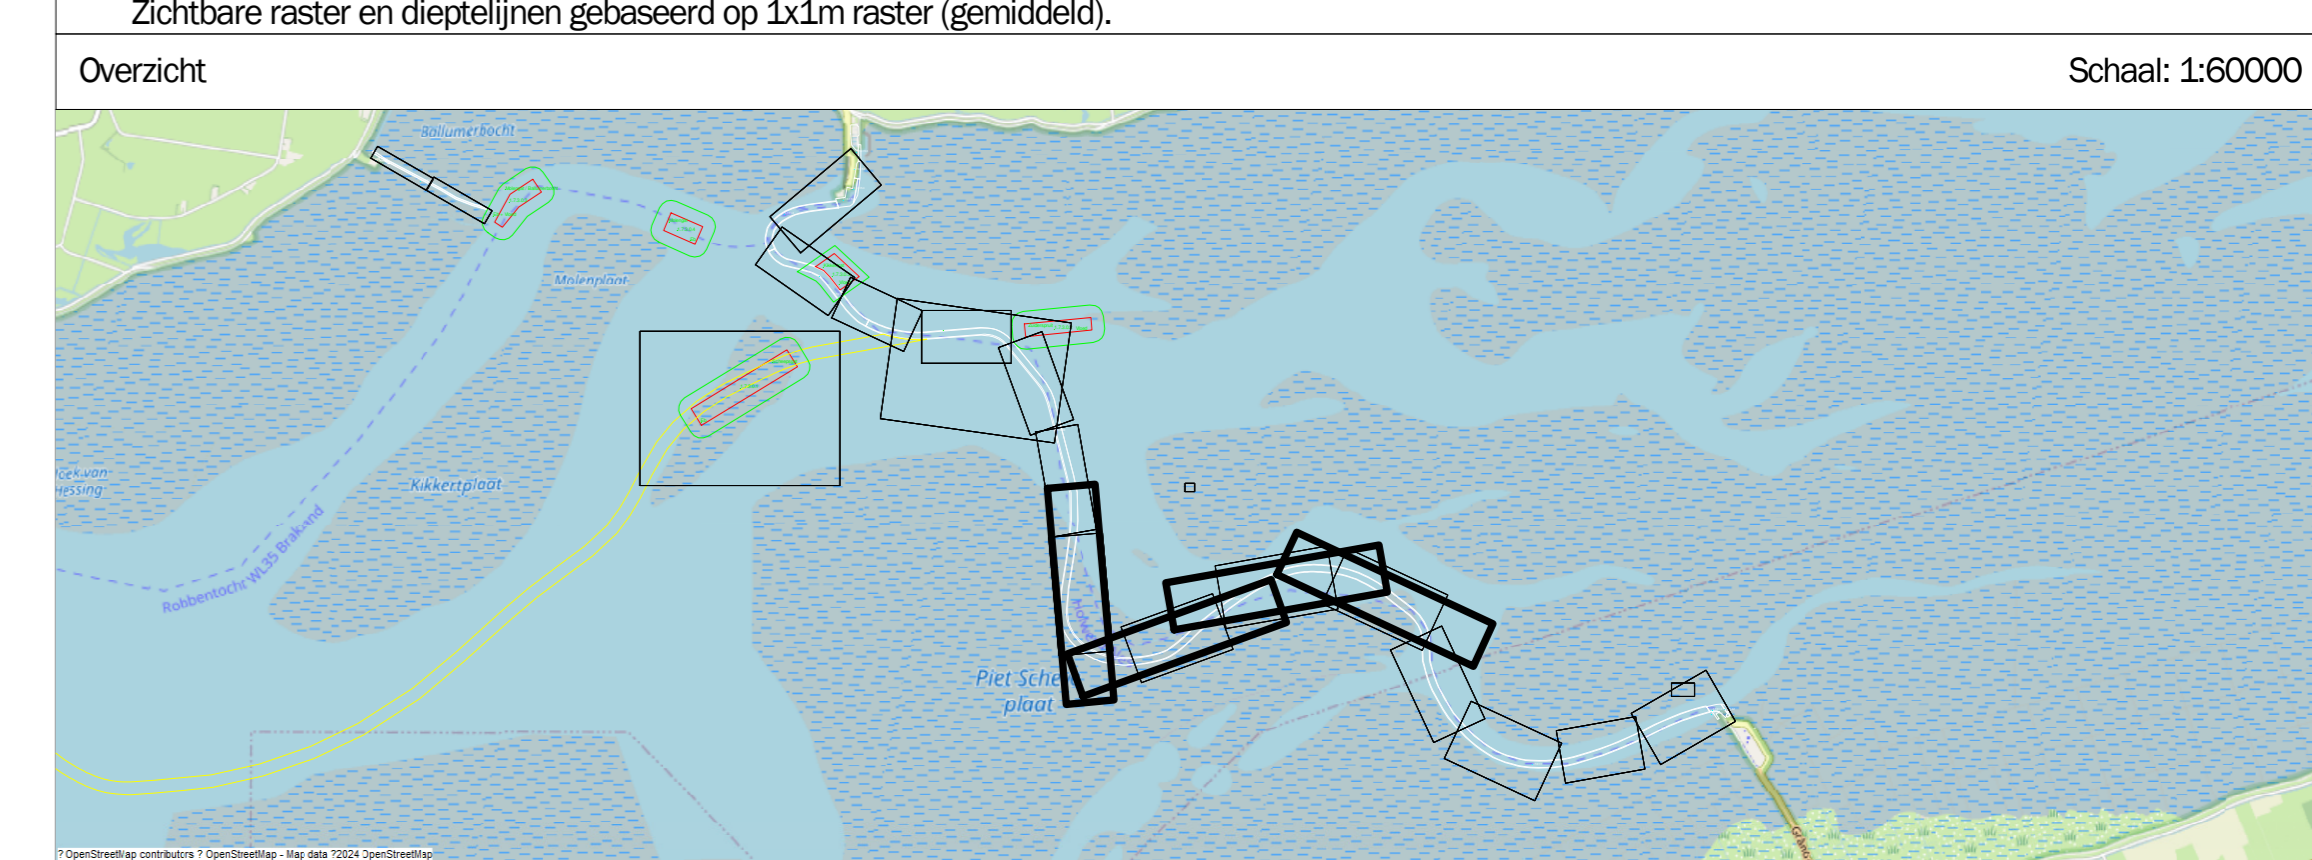 Zichtbare raster en dieptelijnen gebaseerd op 1x1m raster (gemiddeld).
Overzicht
Schaal: 1:60000
Ballumerbocht
Molenplaat
Kikkertplaat
Robbentocht WL35 Brakzand
Piet Sche
plaat
? OpenStreetMap contributors ? OpenStreetMap - Map data ?2024 OpenStreetMap